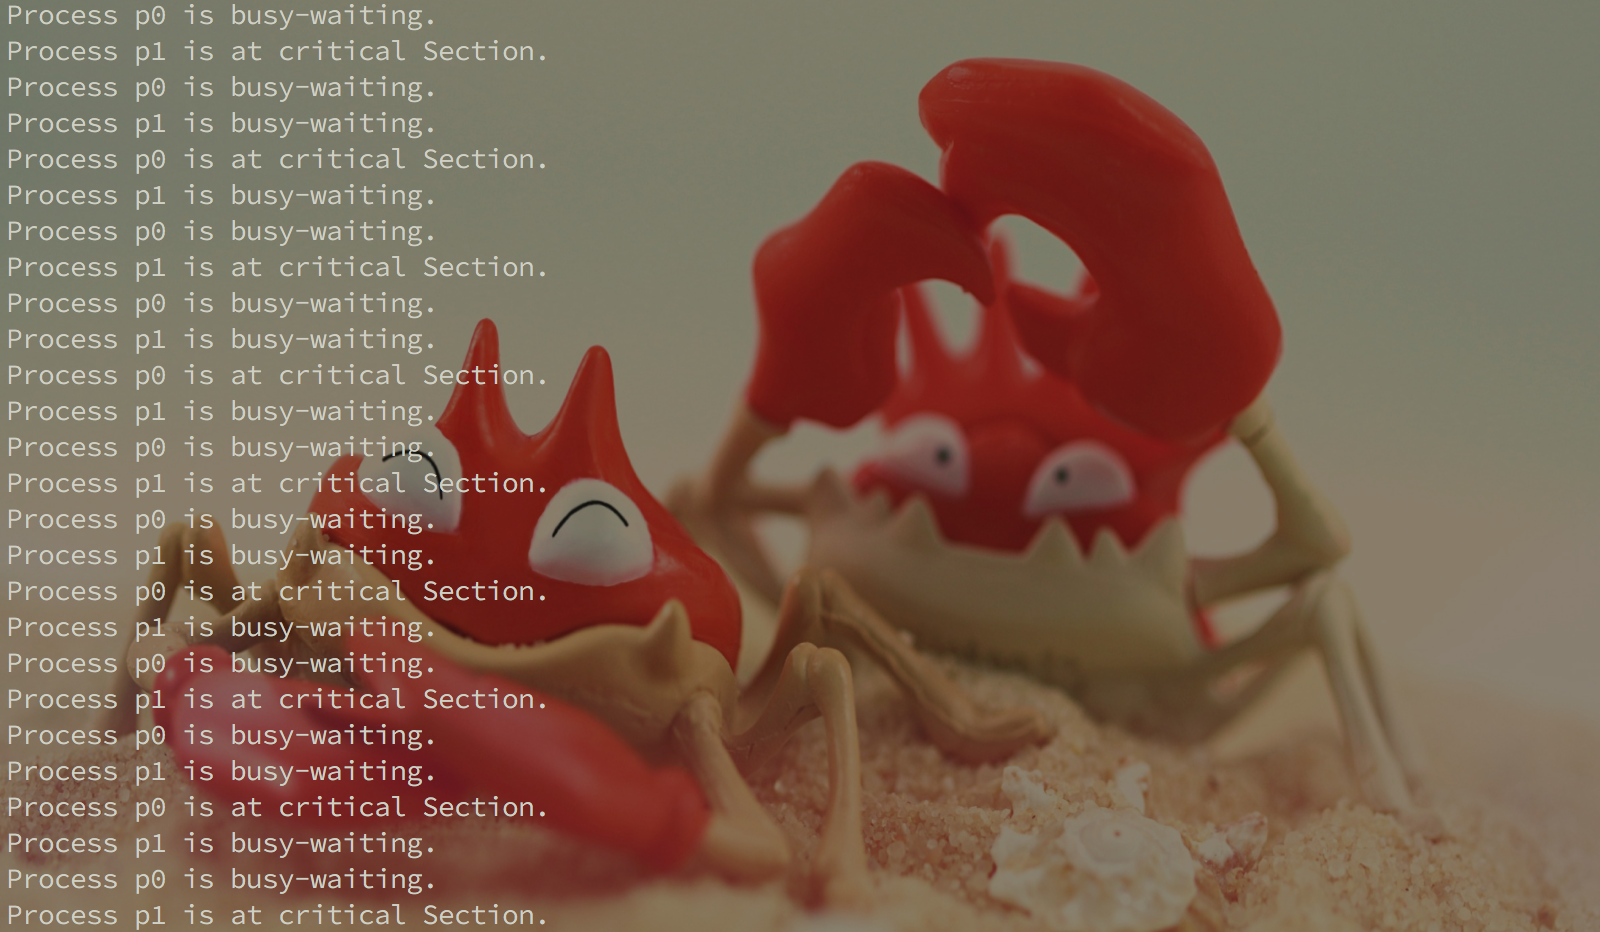 Process p0 is busy-waiting.
Process p1 is at critical Section.
Process p0 is busy-waiting.
Process p1 is busy-waiting.
Process p0 is at critical Section.
Process p1 is busy-waiting.
Process p0 is busy-waiting.
Process p1 is at critical Section.
Process p0 is busy-waiting.
Process p1 is busy-waiting.
Process p0 is at critical Section.
Process p1 is busy-waiting.
Process p0 is busy-waiting.
Process p1 is at critical Section.
Process p0 is busy-waiting.
Process p1 is busy-waiting.
Process p0 is at critical Section.
Process p1 is busy-waiting.
Process p0 is busy-waiting.
Process p1 is at critical Section.
Process p0 is busy-waiting.
Process p1 is busy-waiting.
Process p0 is at critical Section.
Process p1 is busy-waiting.
Process p0 is busy-waiting.
Process p1 is at critical Section.